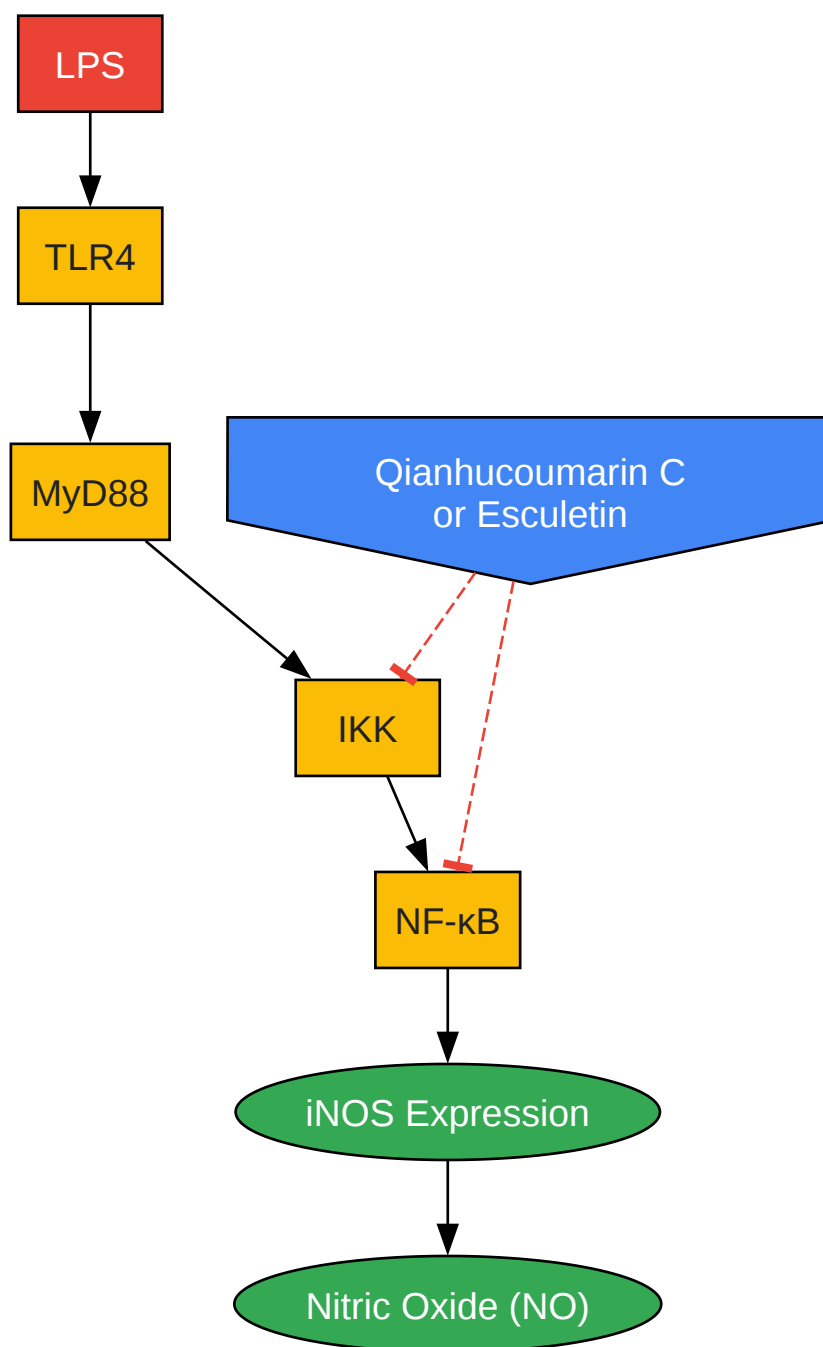 LPS
TLR4
MyD88
Qianhucoumarin C
or Esculetin
IKK
NF-κB
iNOS Expression
Nitric Oxide (NO)